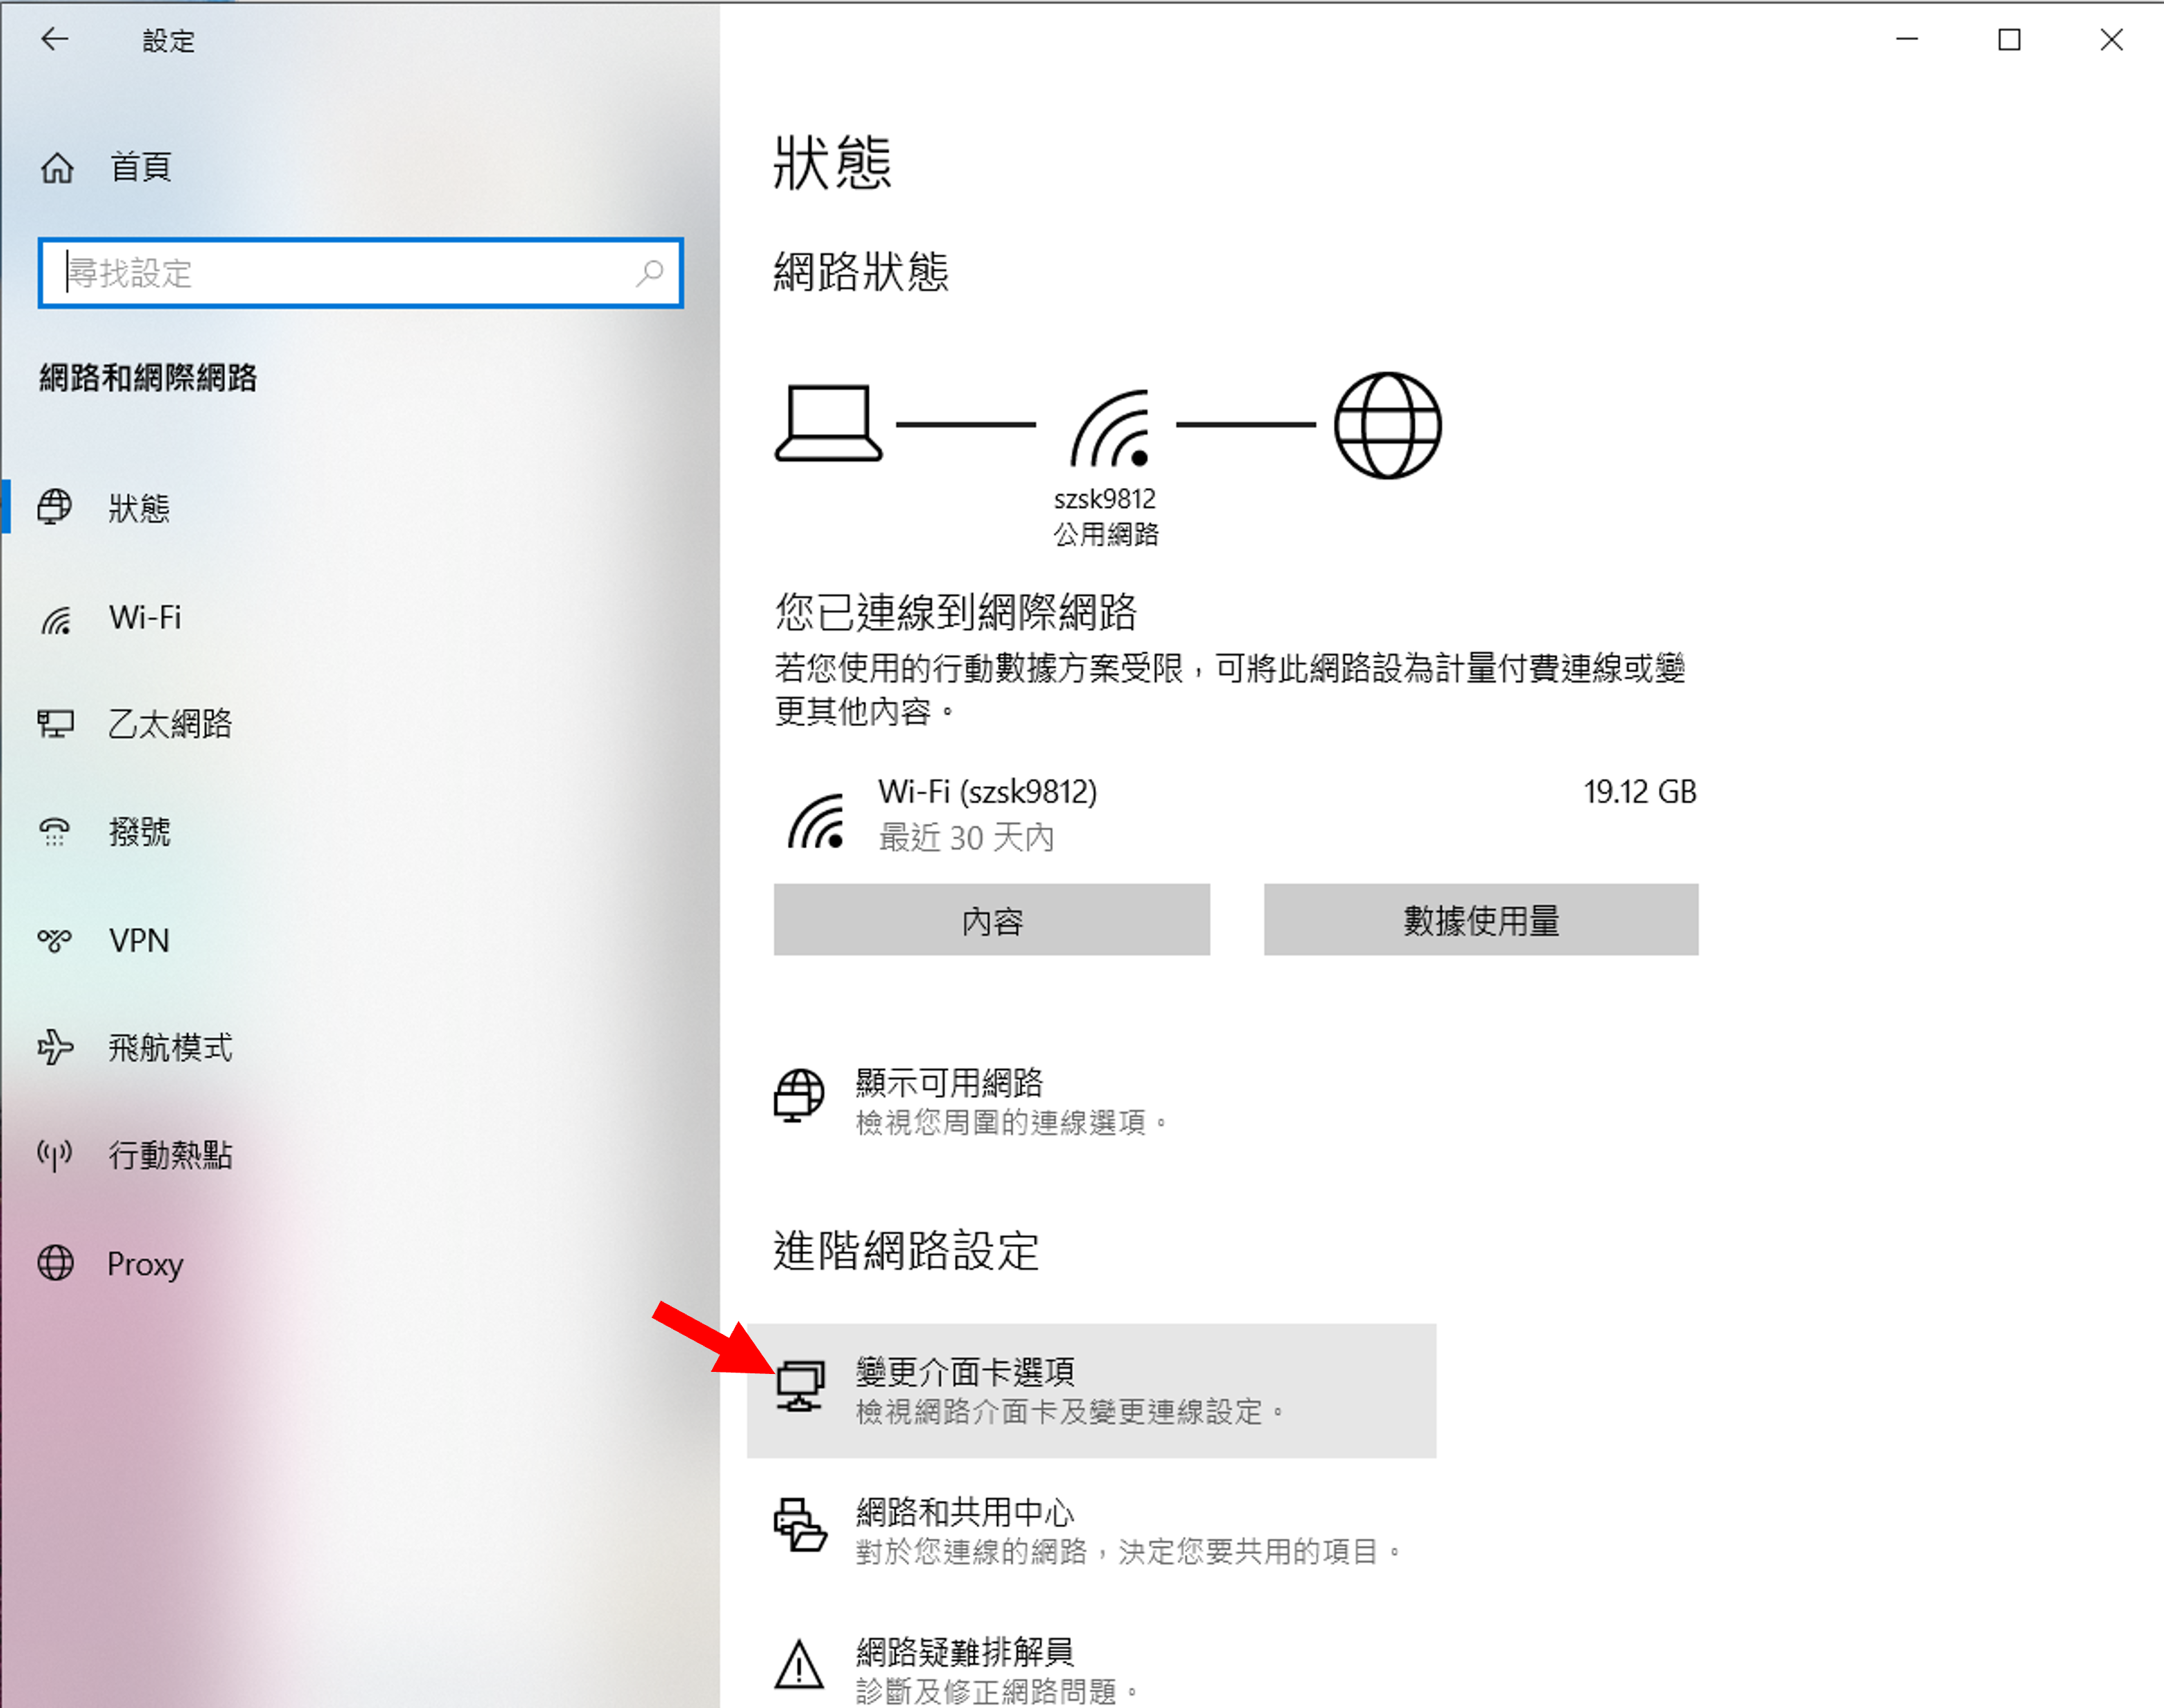 設定
首頁
尋找設定
網路和網際網路
狀態
Wi-Fi
乙太網路
撥號
VPN
飛航模式
行動熱點
Proxy
狀態
網路狀態
szsk9812
公用網路
您已連線到網際網路
若您使用的行動數據方案受限，可將此網路設為計量付費連線或變
更其他內容。
Wi-Fi (szsk9812)
19.12 GB
最近 30 天內
內容
數據使用量
顯示可用網路
檢視您周圍的連線選項。
進階網路設定
變更介面卡選項
檢視網路介面卡及變更連線設定。
網路和共用中心
對於您連線的網路，決定您要共用的項目。
網路疑難排解員
診斷及修正網路問題。